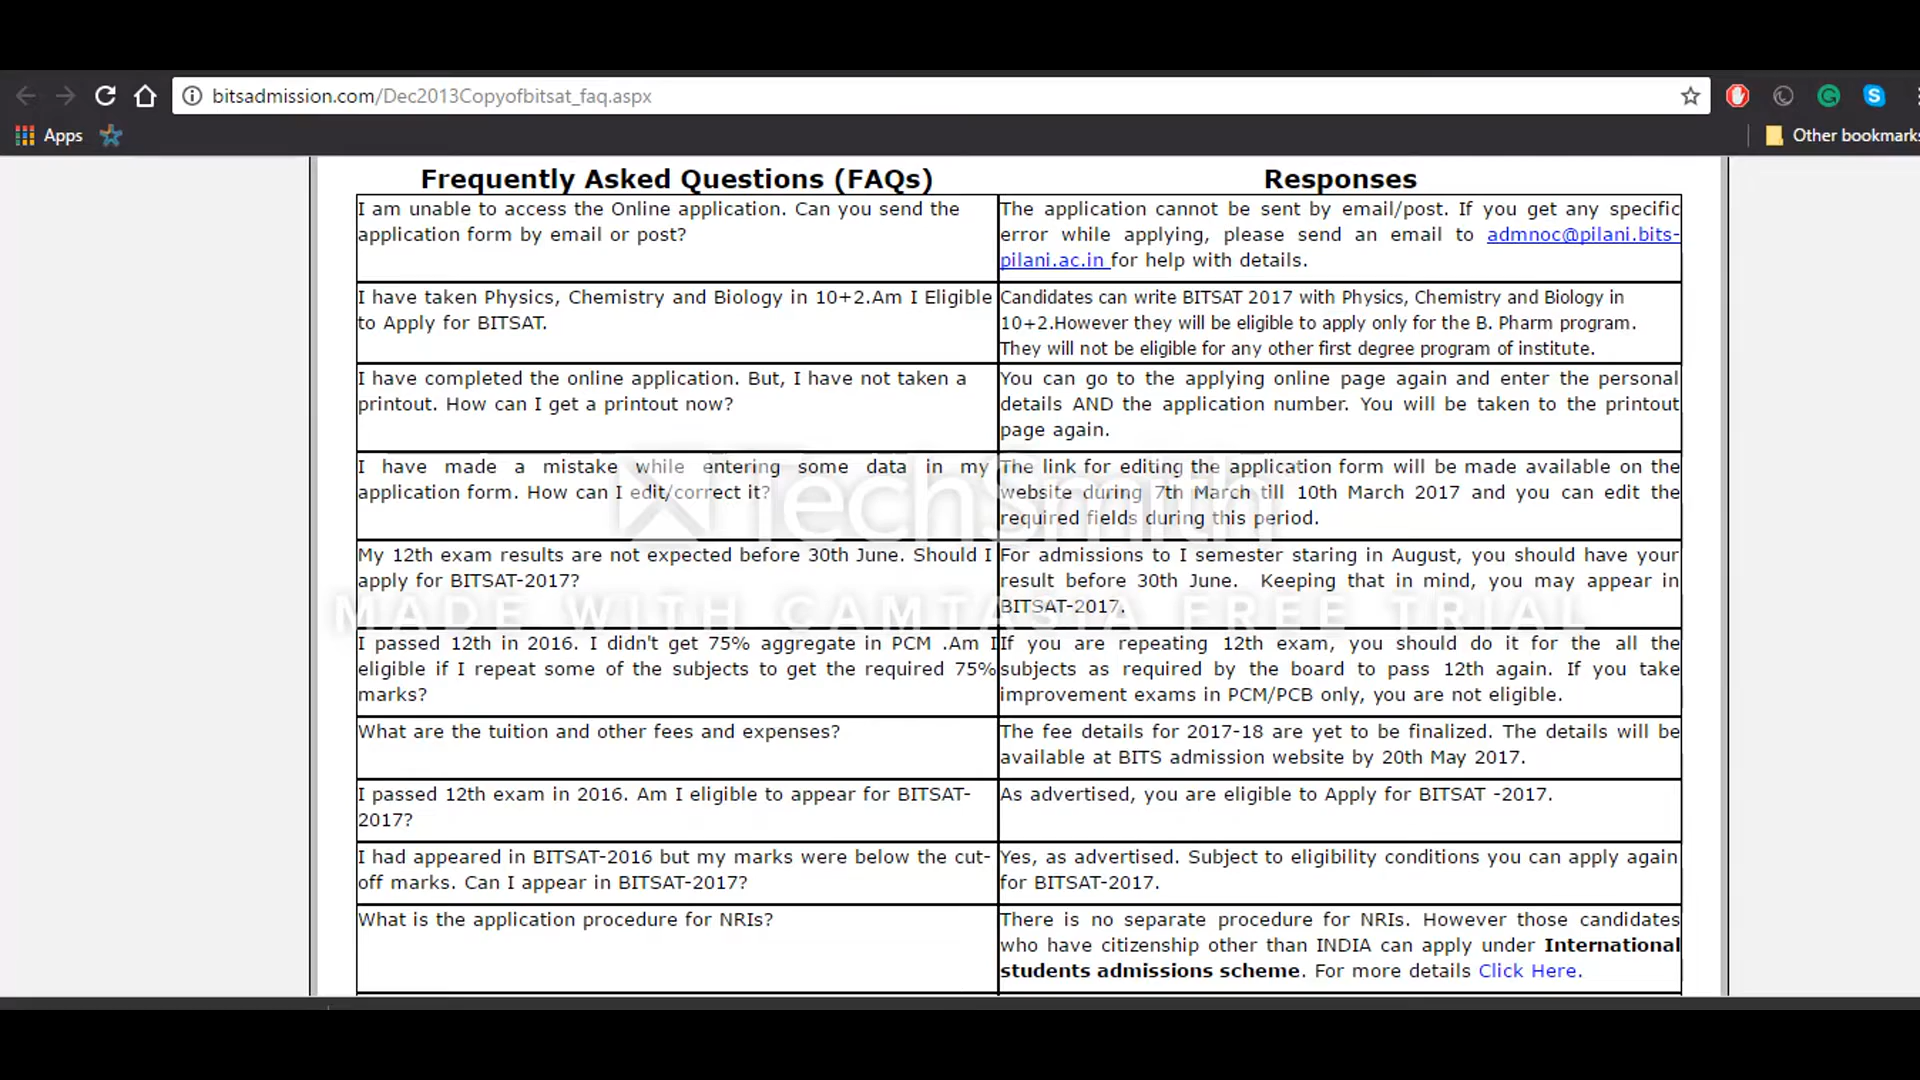 bitsadmission.com/Dec2013Copyofbitsat_faq.aspx
Apps
Other bookmarks
Frequently Asked Questions (FAQs)
Responses
I am unable to access the Online application. Can you send the
application form by email or post?
The application cannot be sent by email/post. If you get any specific
error while applying, please send an email to admnoc@pilani.bits-
pilani.ac.in for help with details.
I have taken Physics, Chemistry and Biology in 10+2.Am I Eligible
to Apply for BITSAT.
Candidates can write BITSAT 2017 with Physics, Chemistry and Biology in
10+2.However they will be eligible to apply only for the B. Pharm program.
They will not be eligible for any other first degree program of institute.
I have completed the online application. But, I have not taken a
printout. How can I get a printout now?
You can go to the applying online page again and enter the personal
details AND the application number. You will be taken to the printout
page again.
I have made a mistake while entering some data in my
application form. How can I edit/correct it?
The link for editing the application form will be made available on the
website during 7th March till 10th March 2017 and you can edit the
required fields during this period.
TechSmith
My 12th exam results are not expected before 30th June. Should I
apply for BITSAT-2017?
For admissions to I semester staring in August, you should have your
result before 30th June. Keeping that in mind, you may appear in
BITSAT-2017.
MADE WITH CAMTASIA FREE TRIAL
I passed 12th in 2016. I didn't get 75% aggregate in PCM .Am I
eligible if I repeat some of the subjects to get the required 75%
marks?
If you are repeating 12th exam, you should do it for the all the
subjects as required by the board to pass 12th again. If you take
improvement exams in PCM/PCB only, you are not eligible.
What are the tuition and other fees and expenses?
The fee details for 2017-18 are yet to be finalized. The details will be
available at BITS admission website by 20th May 2017.
I passed 12th exam in 2016. Am I eligible to appear for BITSAT-
2017?
As advertised, you are eligible to Apply for BITSAT -2017.
I had appeared in BITSAT-2016 but my marks were below the cut-
off marks. Can I appear in BITSAT-2017?
Yes, as advertised. Subject to eligibility conditions you can apply again
for BITSAT-2017.
What is the application procedure for NRIs?
There is no separate procedure for NRIs. However those candidates
who have citizenship other than INDIA can apply under International
students admissions scheme. For more details Click Here.